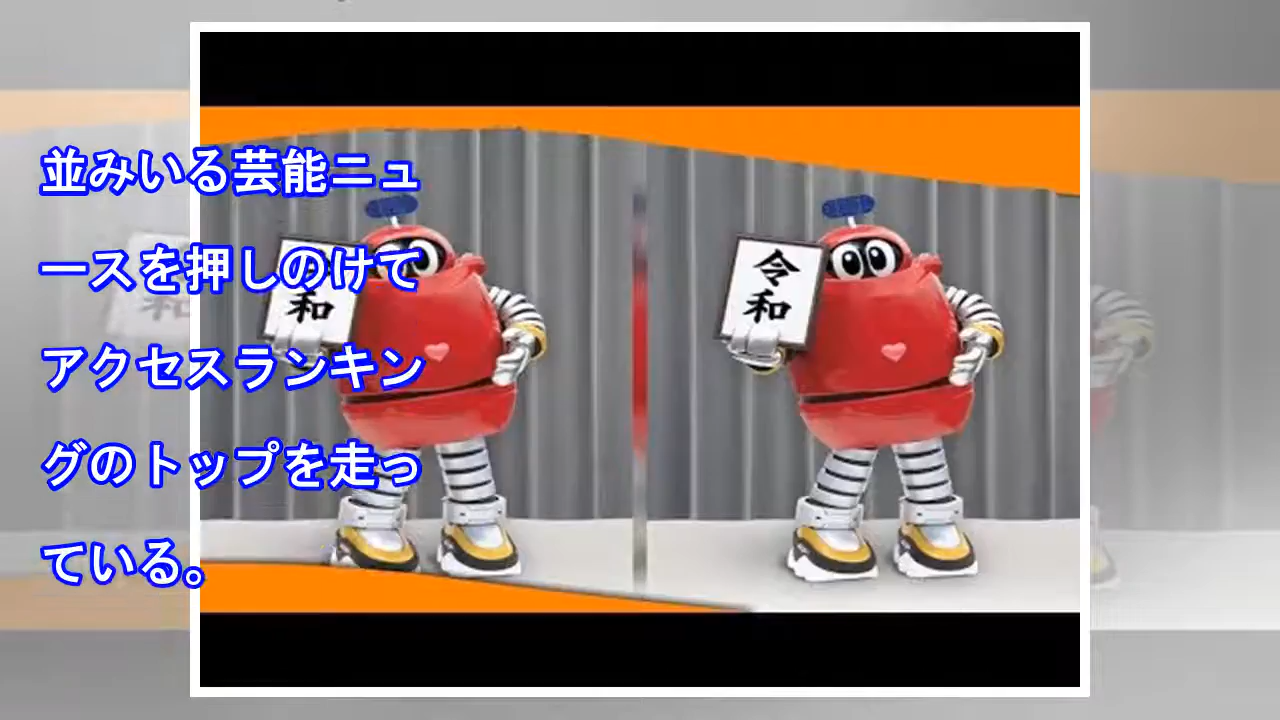 並みいる芸能ニュ
ースを押しのけて
アクセスランキン
グのトップを走っ
ている。
令和
令和